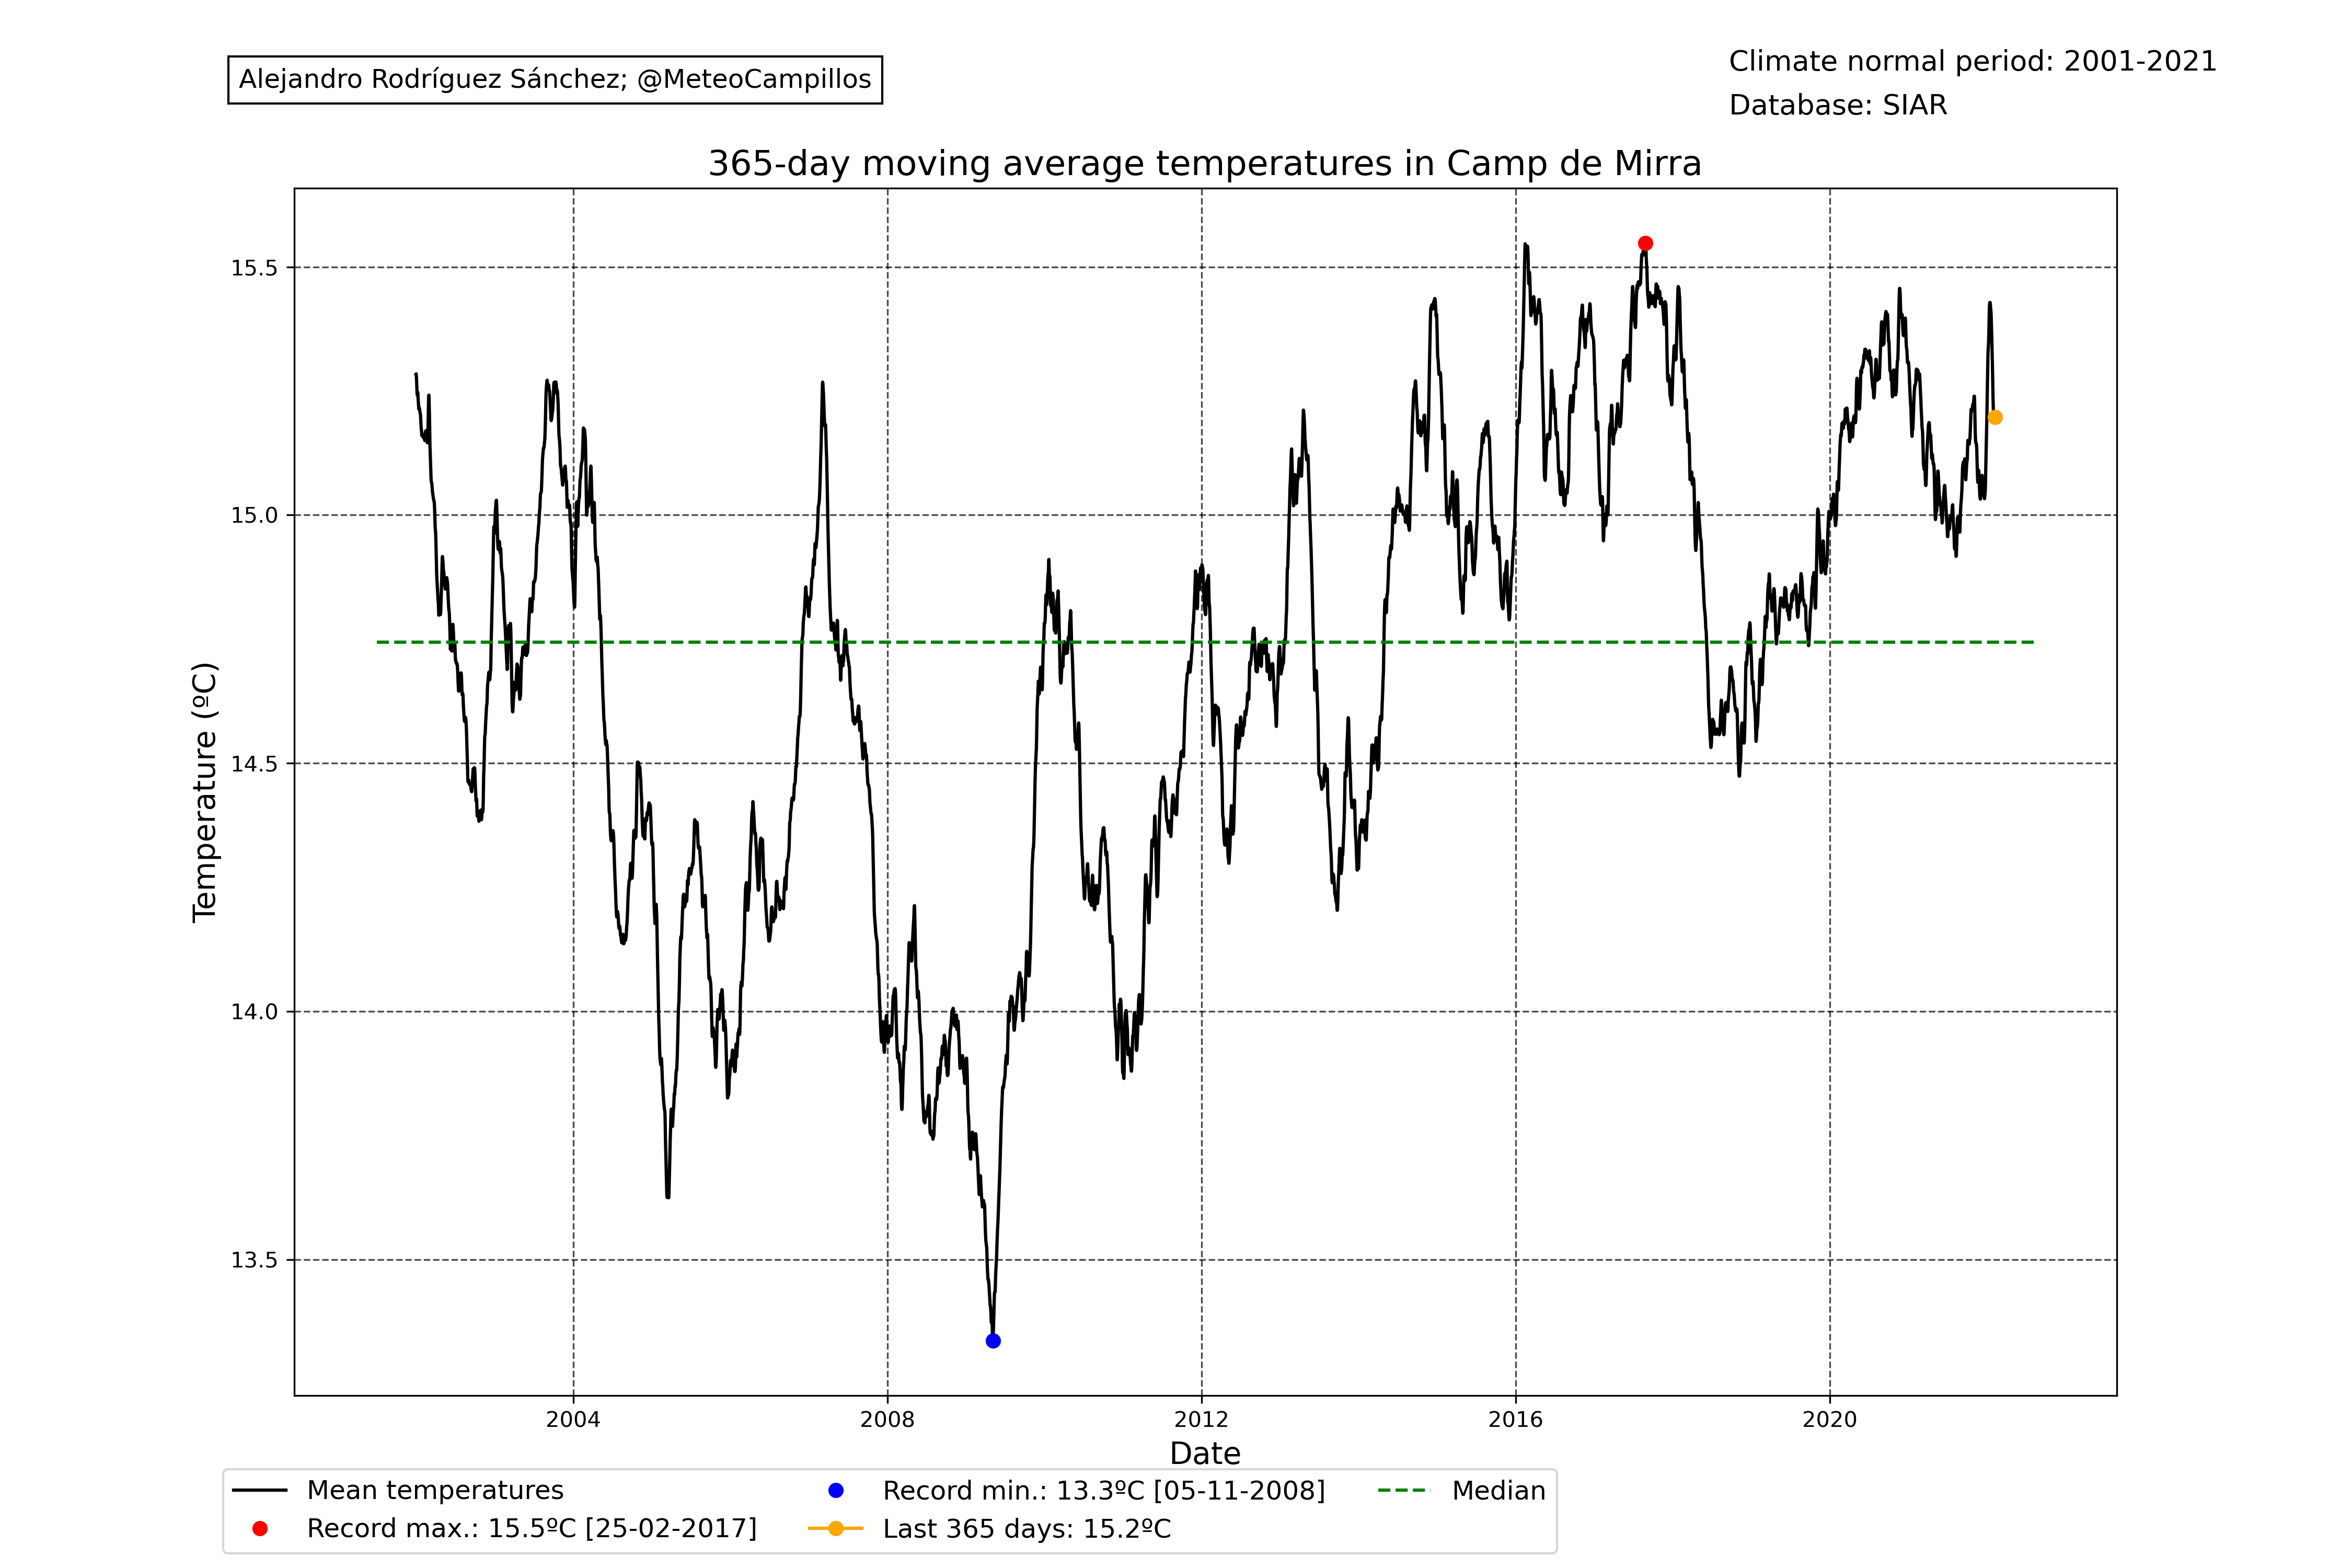 Alejandro Rodríguez Sánchez; @MeteoCampillos
Climate normal period: 2001-2021
Database: SIAR
365-day moving average temperatures in Camp de Mirra
15.5
15.0
14.5
14.0
13.5
Temperature (ºC)
2004 2008 2012 2016 2020
Date
Mean temperatures
Record max.: 15.5ºC [25-02-2017]
Record min.: 13.3ºC [05-11-2008]
Last 365 days: 15.2ºC
Median